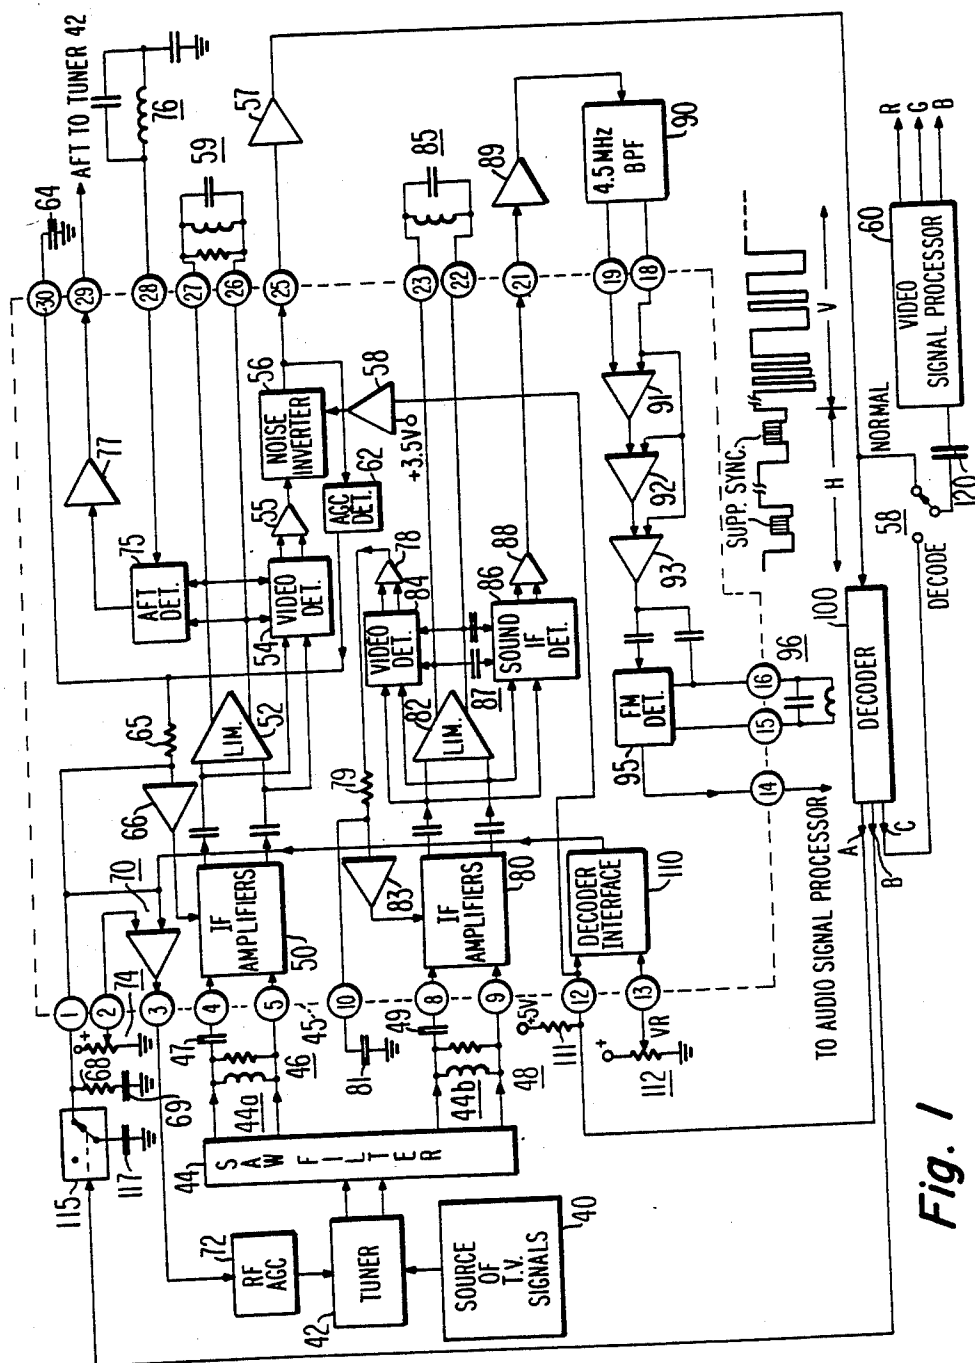 AFT TO TUNER 42
64
30
29
28
27
26
25
23
22
21
19
18
76
59
57
85
89
4.5MHz
BPF
90
77
75
AFT
DET.
55
54
VIDEO
DET.
NOISE
INVERTER
56
58
+3.5V
AGC
DET.
62
65
66
LIM.
52
70
IF
AMPLIFIERS
50
78
VIDEO
DET.
84
88
86
SOUND
IF DET.
87
79
82
LIM.
83
IF
AMPLIFIERS
80
91
92
93
FM
DET.
95
96
16
15
14
TO AUDIO SIGNAL PROCESSOR
DECODER
INTERFACE
110
1
2
3
4
5
45
10
8
9
12
13
74
+
68
69
47
46
44a
81
49
44b
48
+5V
111
+
VR
112
115
117
44
SAW FILTER
72
RF
AGC
42
TUNER
SOURCE
OF
T.V.
SIGNALS
40
SUPP. SYNC.
H
V
NORMAL
DECODE
58
120
60
VIDEO
SIGNAL PROCESSOR
R
G
B
100
DECODER
A
B
C
Fig. 1